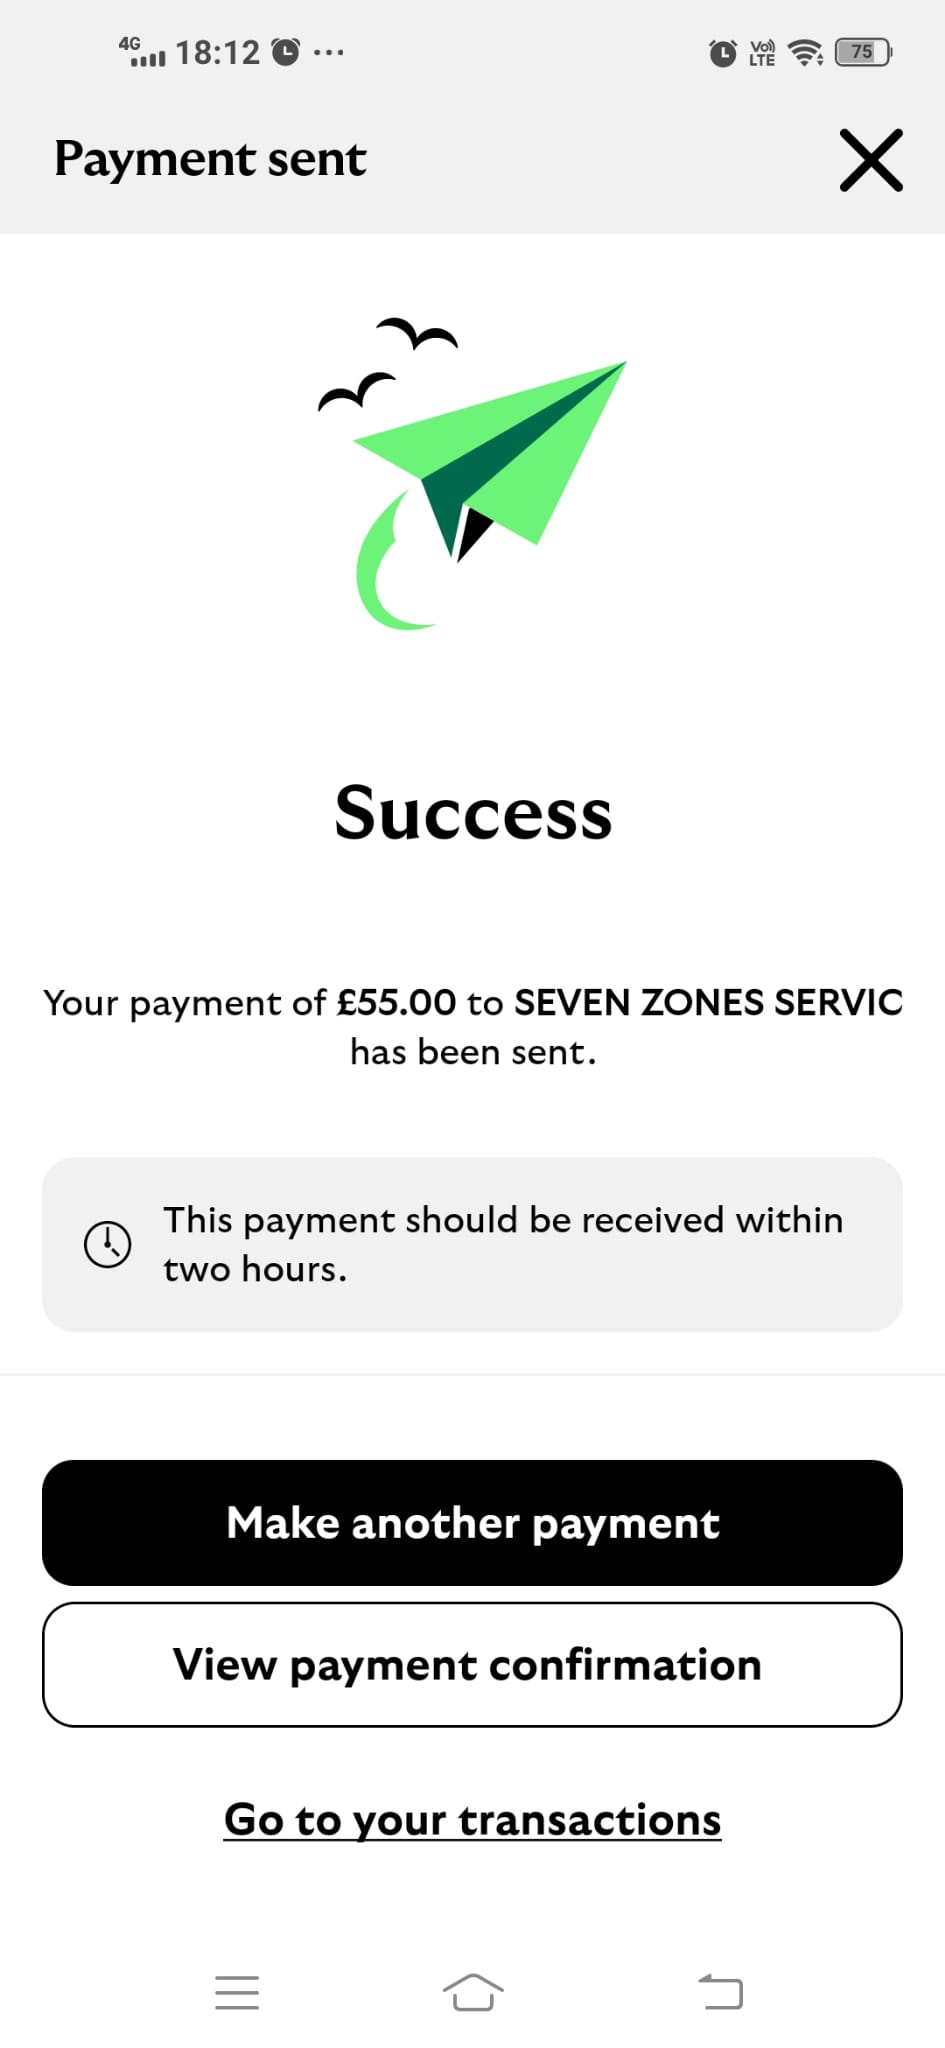 4G 18:12 ... Vo)) LTE 75
Payment sent
Success
Your payment of £55.00 to SEVEN ZONES SERVIC
has been sent.
This payment should be received within
two hours.
Make another payment
View payment confirmation
Go to your transactions